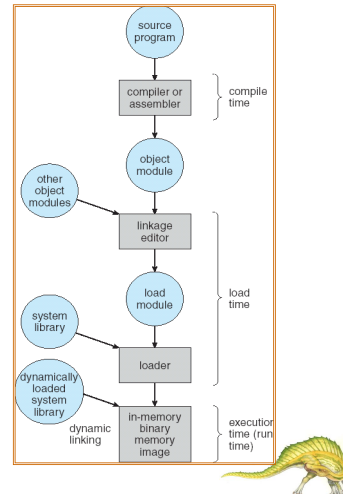 source
program
compiler or
assembler
compile
time
object
module
other
object
modules
linkage
editor
load
module
load
time
system
library
loader
dynamically
loaded
system
library
dynamic
linking
in-memory
binary
memory
image
execution
time (run
time)